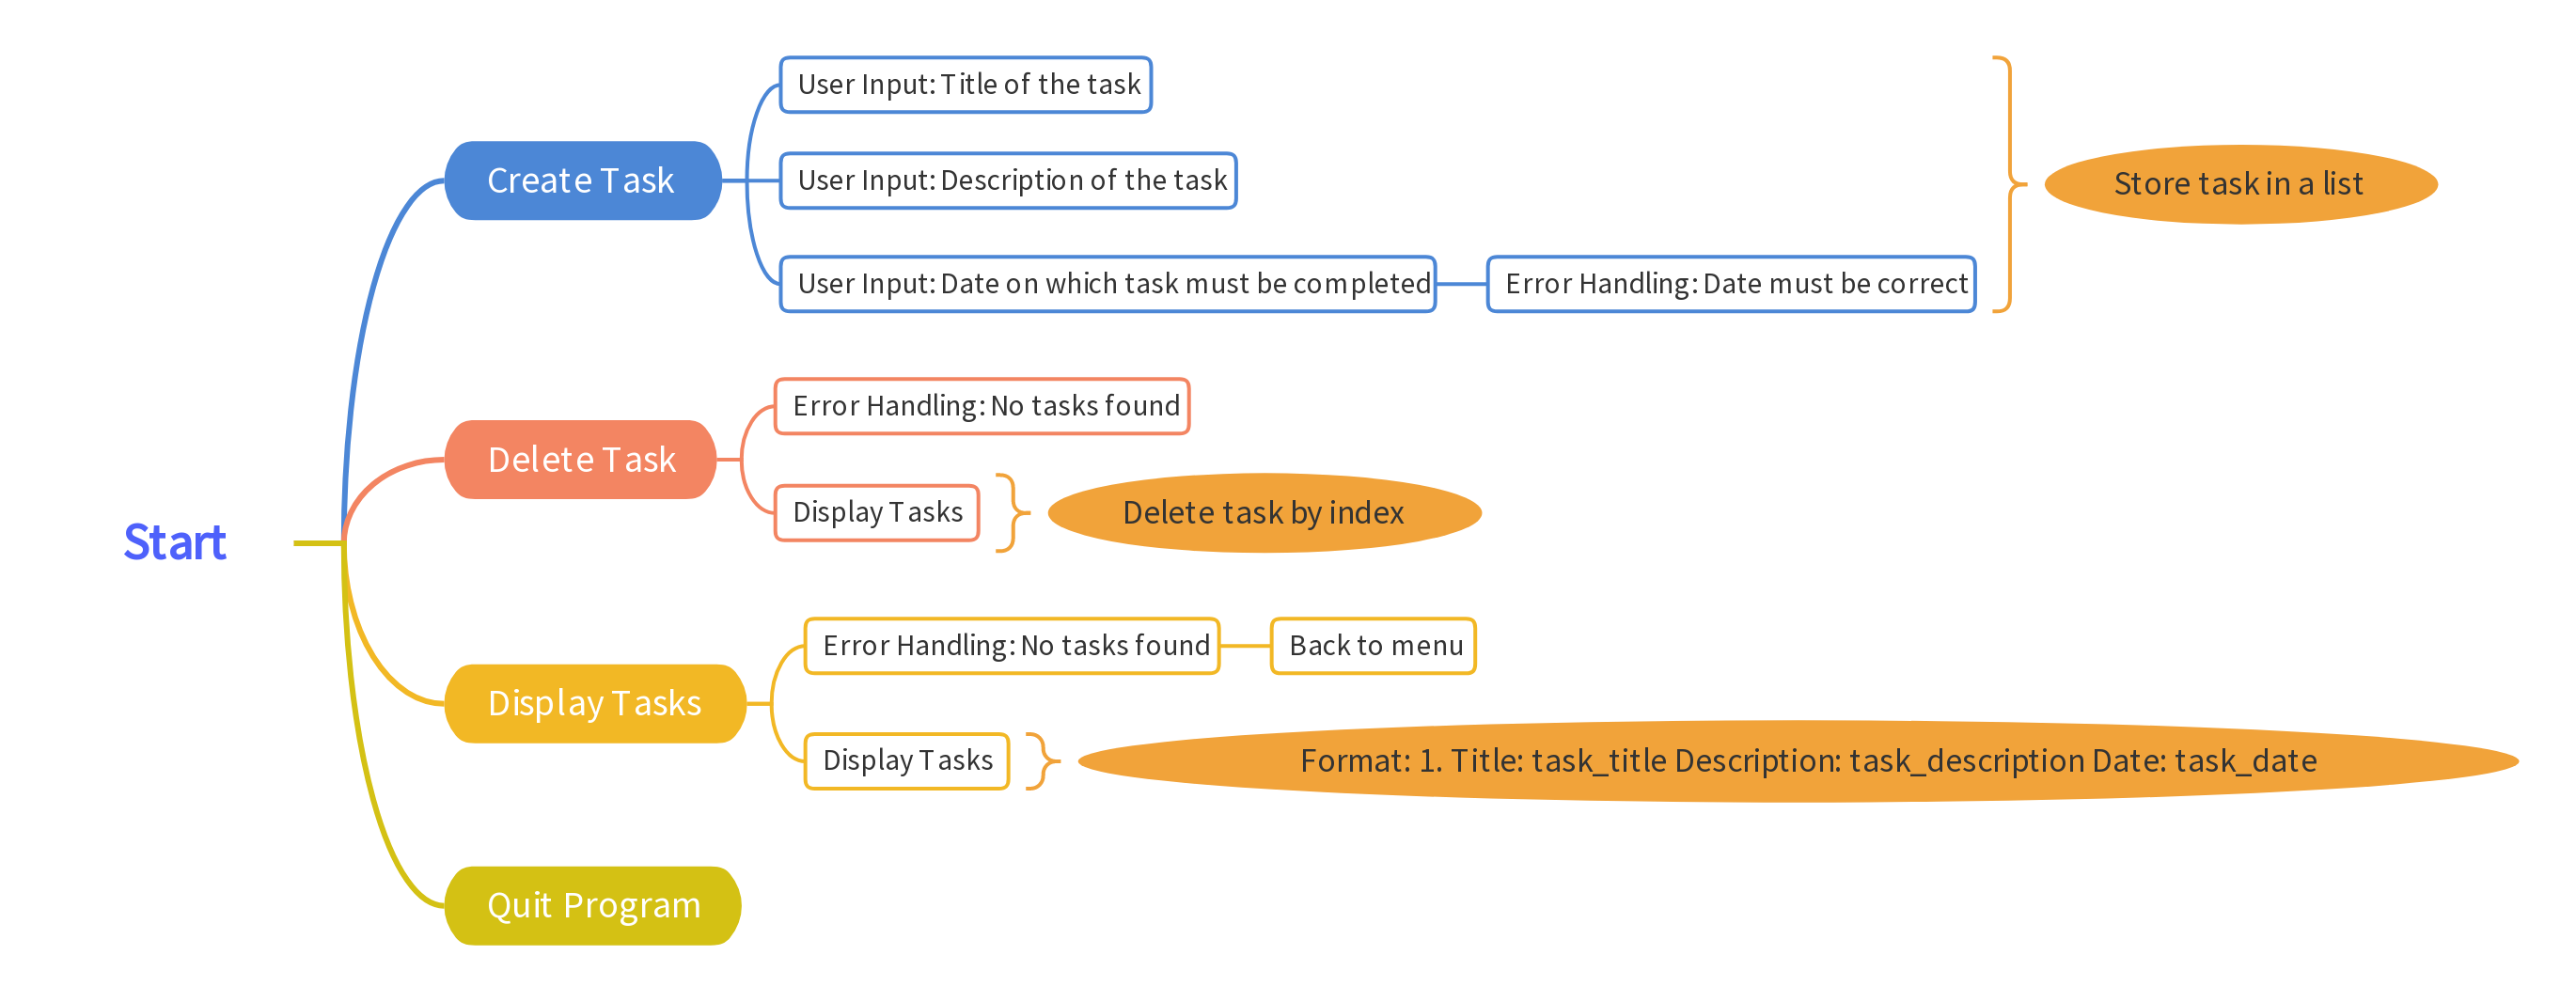 Start
Create Task
User Input: Title of the task
User Input: Description of the task
User Input: Date on which task must be completed
Error Handling: Date must be correct
Store task in a list
Delete Task
Error Handling: No tasks found
Display Tasks
Delete task by index
Display Tasks
Error Handling: No tasks found
Back to menu
Display Tasks
Format: 1. Title: task_title Description: task_description Date: task_date
Quit Program